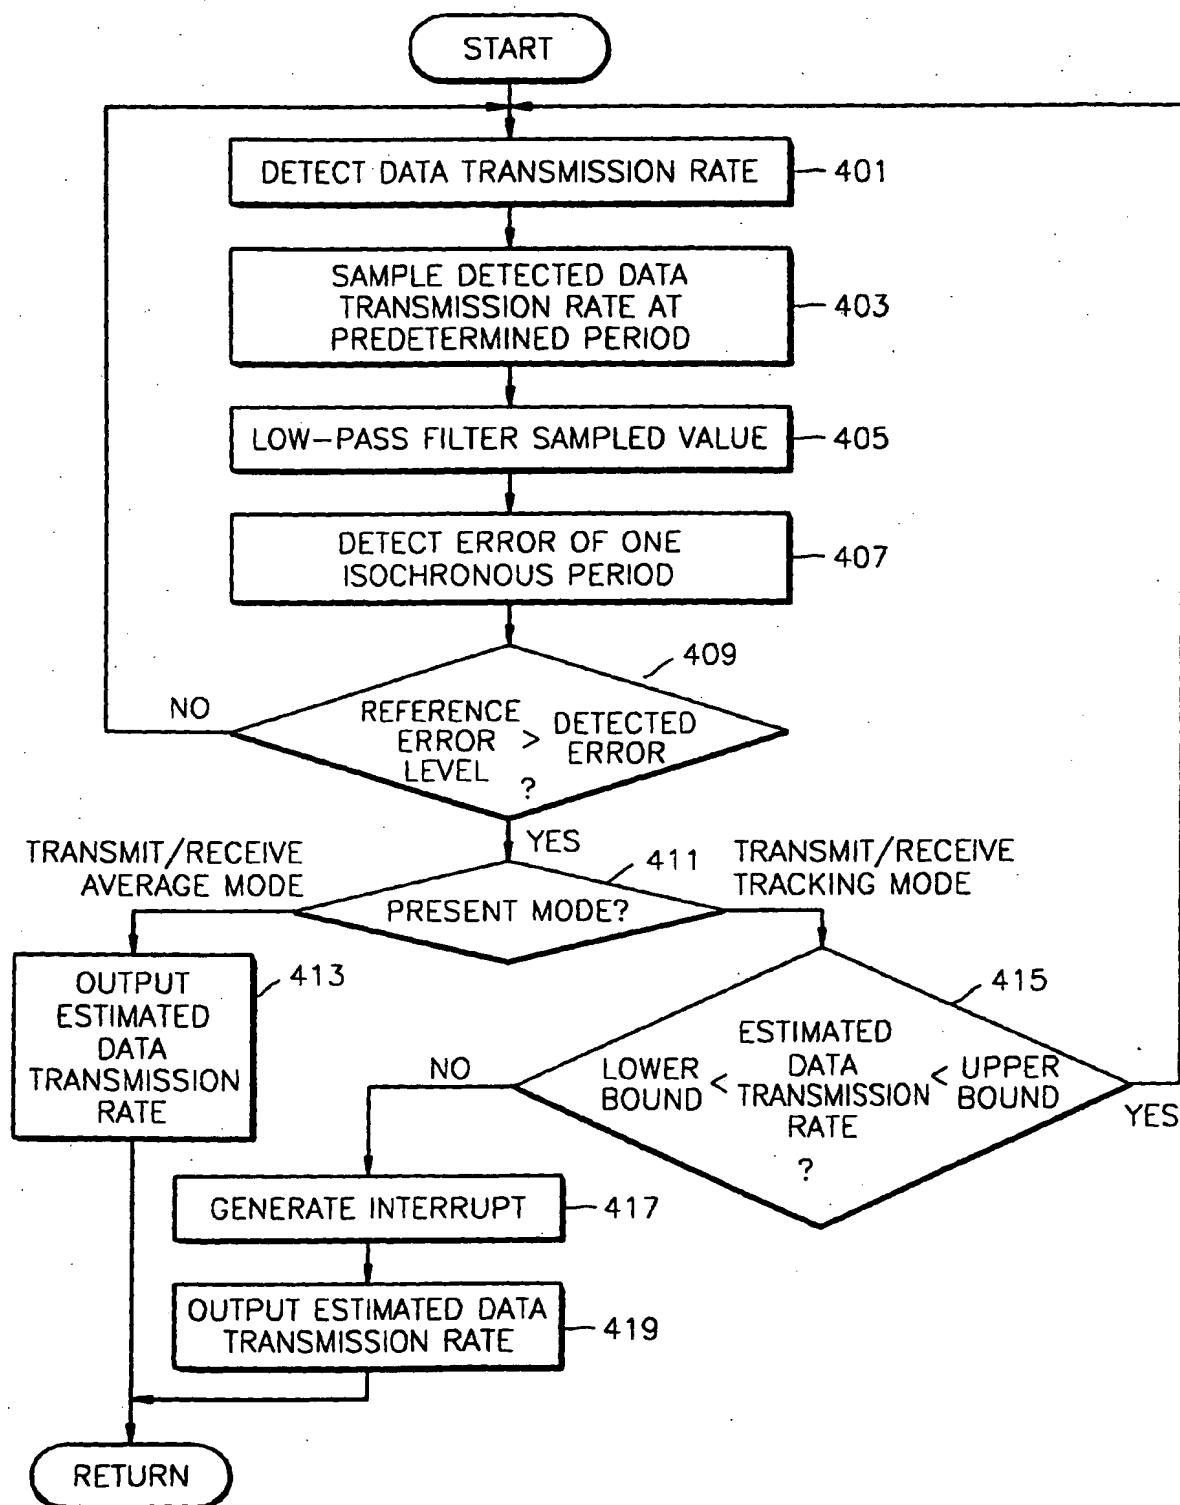 START
DETECT DATA TRANSMISSION RATE
401
SAMPLE DETECTED DATA
TRANSMISSION RATE AT
PREDETERMINED PERIOD
403
LOW-PASS FILTER SAMPLED VALUE
405
DETECT ERROR OF ONE
ISOCHRONOUS PERIOD
407
409
NO
REFERENCE
ERROR
LEVEL
>
DETECTED
ERROR
?
YES
TRANSMIT/RECEIVE
AVERAGE MODE
411
TRANSMIT/RECEIVE
TRACKING MODE
PRESENT MODE?
OUTPUT
ESTIMATED
DATA
TRANSMISSION
RATE
413
415
NO
LOWER
BOUND
<
ESTIMATED
DATA
TRANSMISSION
RATE
<
UPPER
BOUND
?
YES
GENERATE INTERRUPT
417
OUTPUT ESTIMATED DATA
TRANSMISSION RATE
419
RETURN